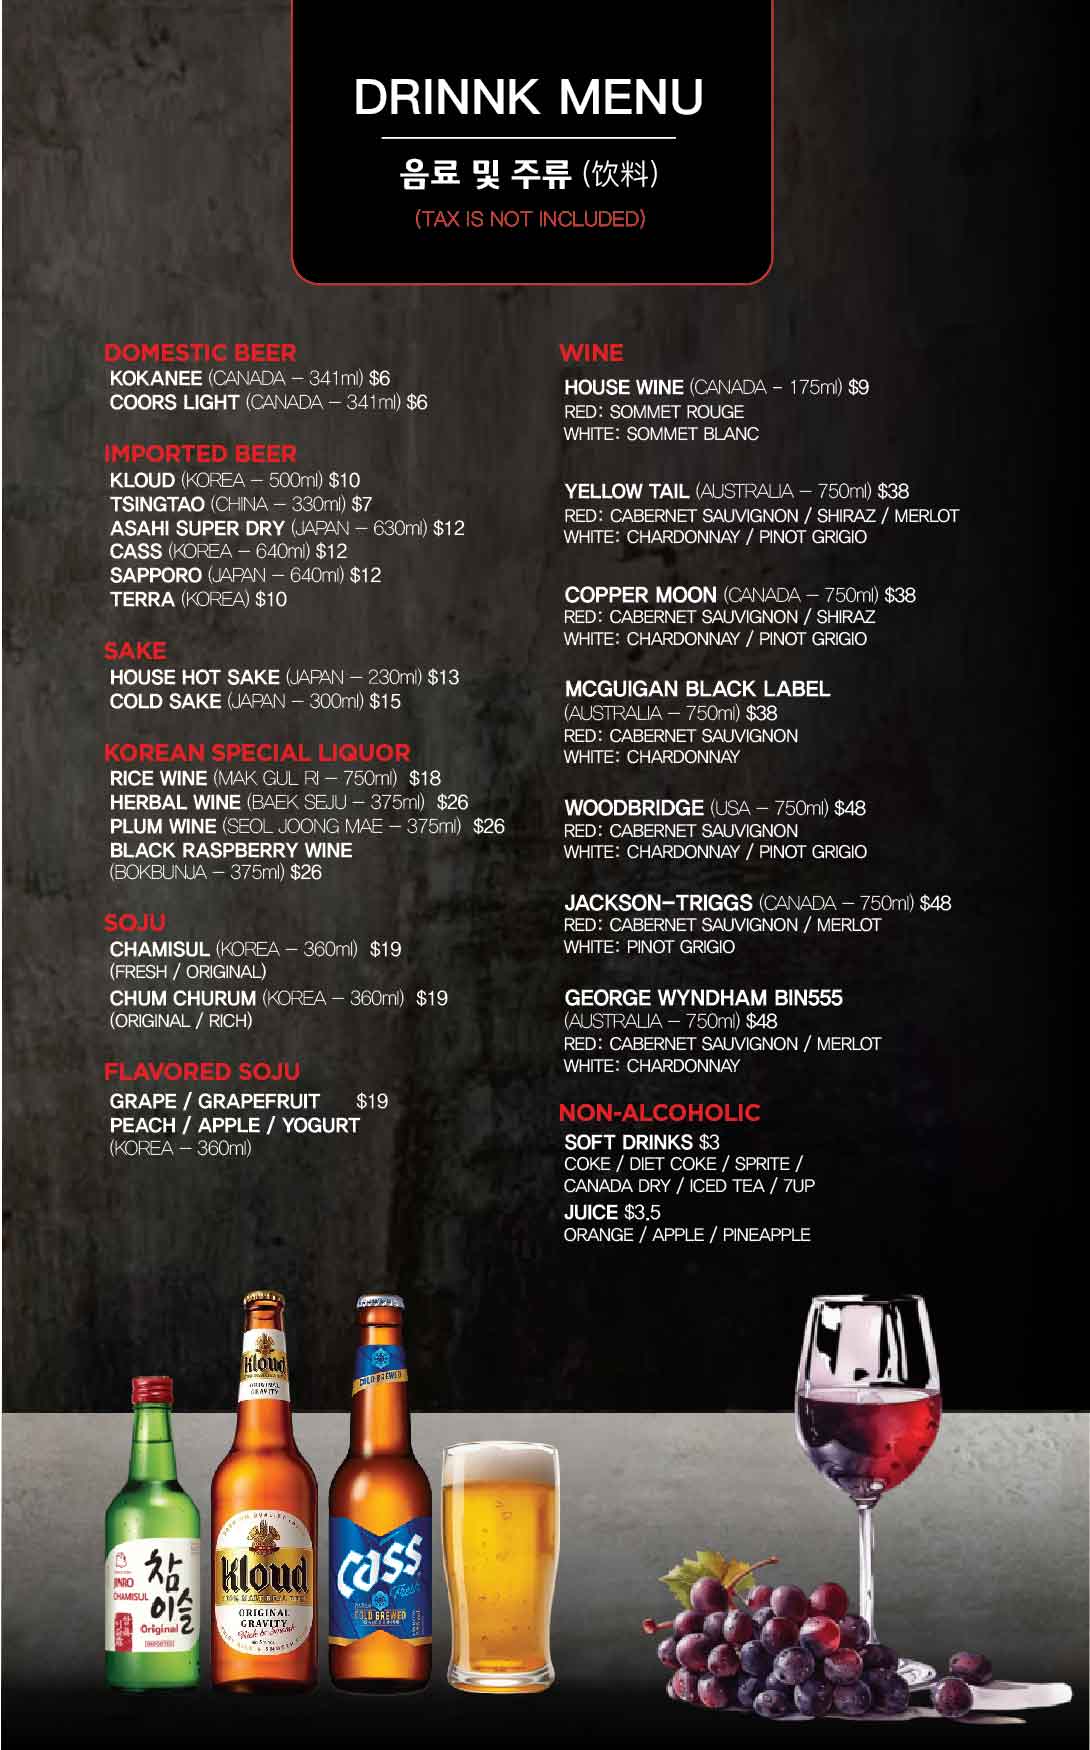 DRINNK MENU
음료 및 주류 (饮料)
(TAX IS NOT INCLUDED)
DOMESTIC BEER
KOKANEE (CANADA – 341ml) $6
COORS LIGHT (CANADA – 341ml) $6
IMPORTED BEER
KLOUD (KOREA – 500ml) $10
TSINGTAO (CHINA – 330ml) $7
ASAHI SUPER DRY (JAPAN – 630ml) $12
CASS (KOREA – 640ml) $12
SAPPORO (JAPAN – 640ml) $12
TERRA (KOREA) $10
SAKE
HOUSE HOT SAKE (JAPAN – 230ml) $13
COLD SAKE (JAPAN – 300ml) $15
KOREAN SPECIAL LIQUOR
RICE WINE (MAK GUL RI – 750ml) $18
HERBAL WINE (BAEK SEJU – 375ml) $26
PLUM WINE (SEOL JOONG MAE – 375ml) $26
BLACK RASPBERRY WINE
(BOKBUNJA – 375ml) $26
SOJU
CHAMISUL (KOREA – 360ml) $19
(FRESH / ORIGINAL)
CHUM CHURUM (KOREA – 360ml) $19
(ORIGINAL / RICH)
FLAVORED SOJU
GRAPE / GRAPEFRUIT $19
PEACH / APPLE / YOGURT
(KOREA – 360ml)
WINE
HOUSE WINE (CANADA – 175ml) $9
RED: SOMMET ROUGE
WHITE: SOMMET BLANC
YELLOW TAIL (AUSTRALIA – 750ml) $38
RED: CABERNET SAUVIGNON / SHIRAZ / MERLOT
WHITE: CHARDONNAY / PINOT GRIGIO
COPPER MOON (CANADA – 750ml) $38
RED: CABERNET SAUVIGNON / SHIRAZ
WHITE: CHARDONNAY / PINOT GRIGIO
MCGUIGAN BLACK LABEL
(AUSTRALIA – 750ml) $38
RED: CABERNET SAUVIGNON
WHITE: CHARDONNAY
WOODBRIDGE (USA – 750ml) $48
RED: CABERNET SAUVIGNON
WHITE: CHARDONNAY / PINOT GRIGIO
JACKSON-TRIGGS (CANADA – 750ml) $48
RED: CABERNET SAUVIGNON / MERLOT
WHITE: PINOT GRIGIO
GEORGE WYNDHAM BIN555
(AUSTRALIA – 750ml) $48
RED: CABERNET SAUVIGNON / MERLOT
WHITE: CHARDONNAY
NON-ALCOHOLIC
SOFT DRINKS $3
COKE / DIET COKE / SPRITE /
CANADA DRY / ICED TEA / 7UP
JUICE $3.5
ORANGE / APPLE / PINEAPPLE
JINRO
CHAMISUL
참
이슬
Original
IMPORTED
Kloud
ORIGINAL
GRAVITY
Kloud
ORIGINAL
GRAVITY
COLD BREWED
Cass
Fresh
COLD BREWED